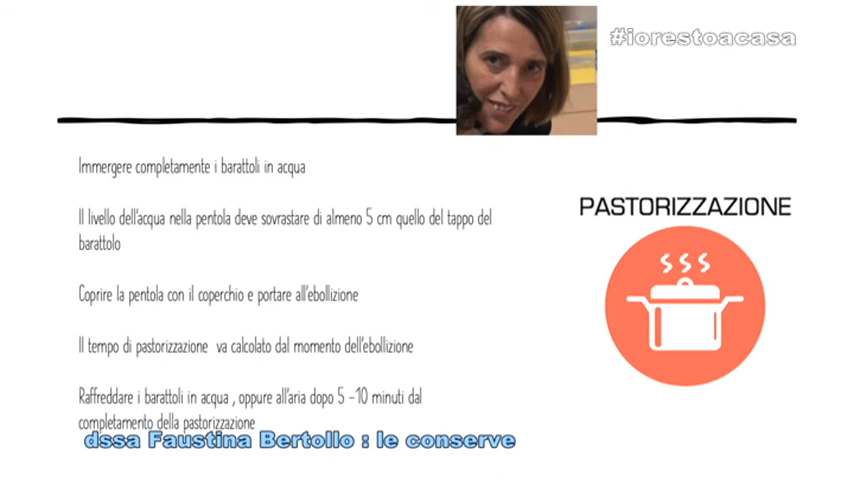 #iorestoacasa
Immergere completamente i barattoli in acqua
Il livello dell'acqua nella pentola deve sovrastare di almeno 5 cm quello del tappo del
barattolo
Coprire la pentola con il coperchio e portare all'ebollizione
Il tempo di pastorizzazione va calcolato dal momento dell'ebollizione
Raffreddare i barattoli in acqua , oppure all'aria dopo 5 -10 minuti dal
completamento della pastorizzazione
PASTORIZZAZIONE
dssa Faustina Bertollo : le conserve